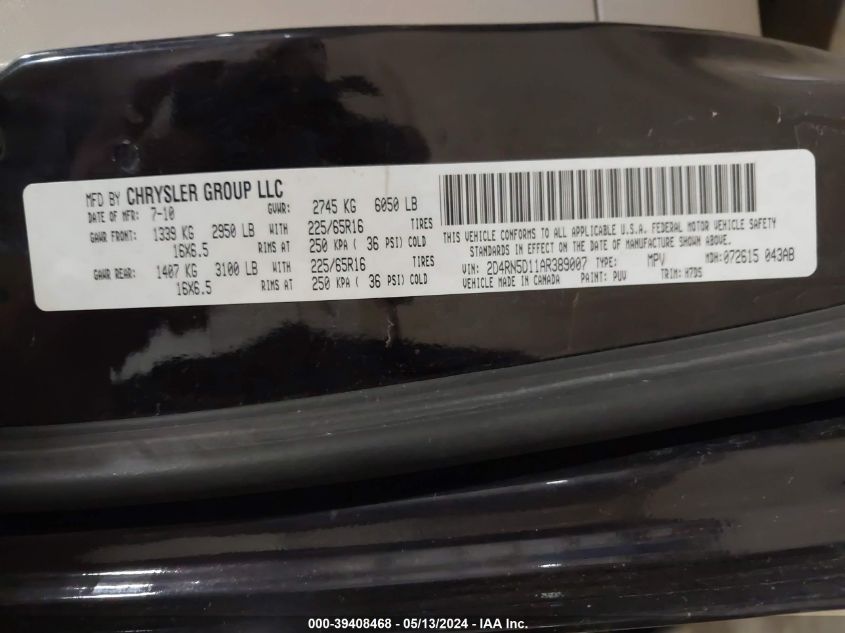 MFD BY CHRYSLER GROUP LLC
DATE OF MFR: 7-10 GVWR: 2745 KG 6050 LB
GAWR FRONT: 1339 KG 2950 LB WITH 225/65R16 TIRES
16X6.5 RIMS AT 250 KPA ( 36 PSI) COLD
GAWR REAR: 1407 KG 3100 LB WITH 225/65R16 TIRES
16X6.5 RIMS AT 250 KPA ( 36 PSI) COLD
THIS VEHICLE CONFORMS TO ALL APPLICABLE U.S.A. FEDERAL MOTOR VEHICLE SAFETY
STANDARDS IN EFFECT ON THE DATE OF MANUFACTURE SHOWN ABOVE.
VIN: 2D4RN5D11AR389007 TYPE: MPV MDH: 072615 043AB
VEHICLE MADE IN CANADA PAINT: PUV TRIM: H7DS
000-39408468 - 05/13/2024 - IAA Inc.